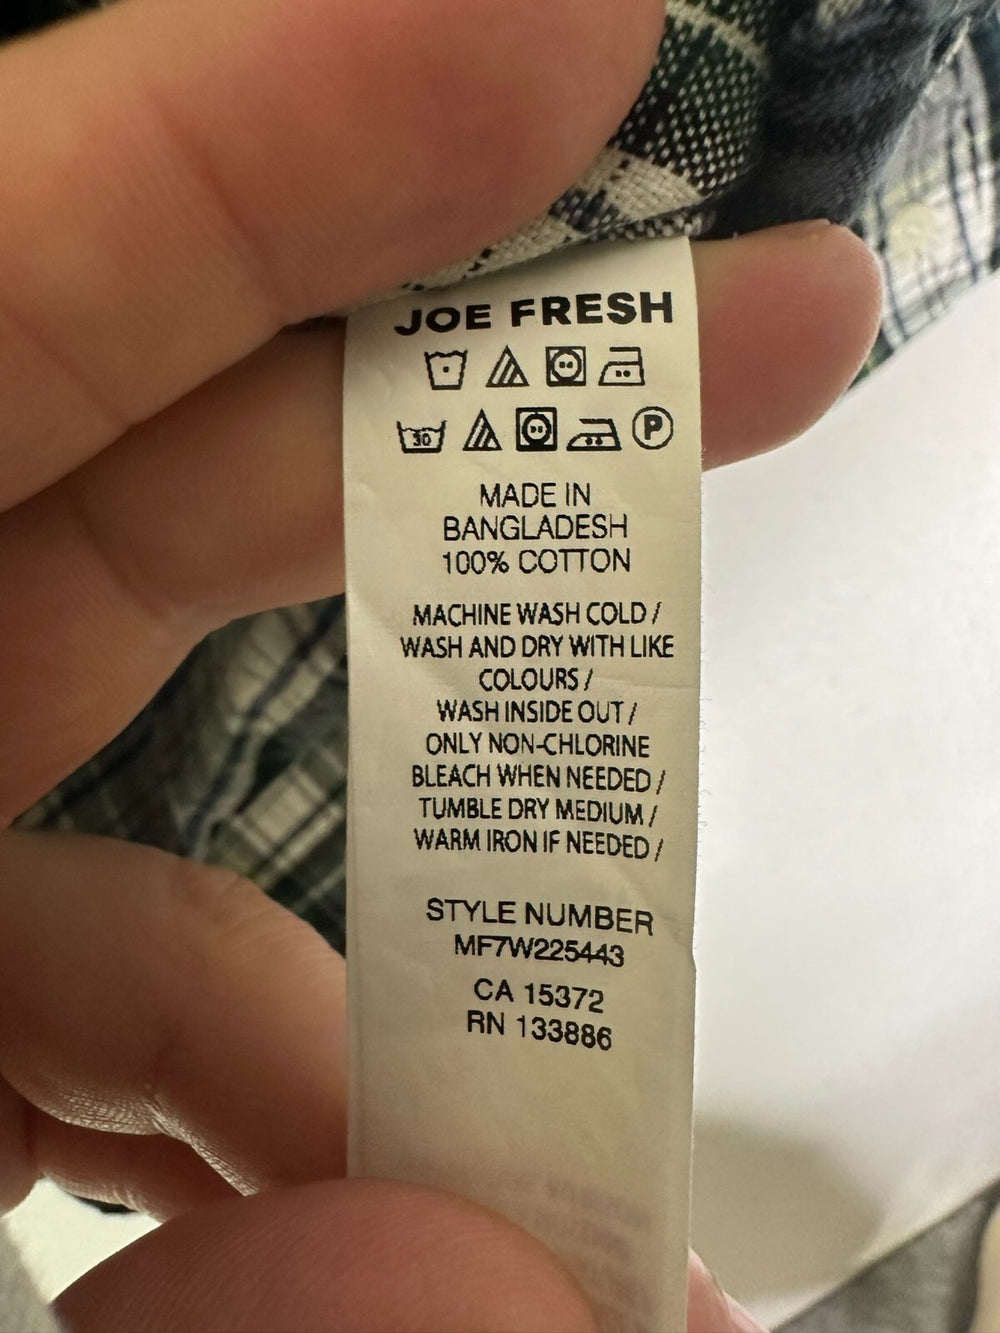 JOE FRESH
30
P
MADE IN
BANGLADESH
100% COTTON
MACHINE WASH COLD /
WASH AND DRY WITH LIKE
COLOURS /
WASH INSIDE OUT /
ONLY NON-CHLORINE
BLEACH WHEN NEEDED /
TUMBLE DRY MEDIUM /
WARM IRON IF NEEDED /
STYLE NUMBER
MF7W225443
CA 15372
RN 133886